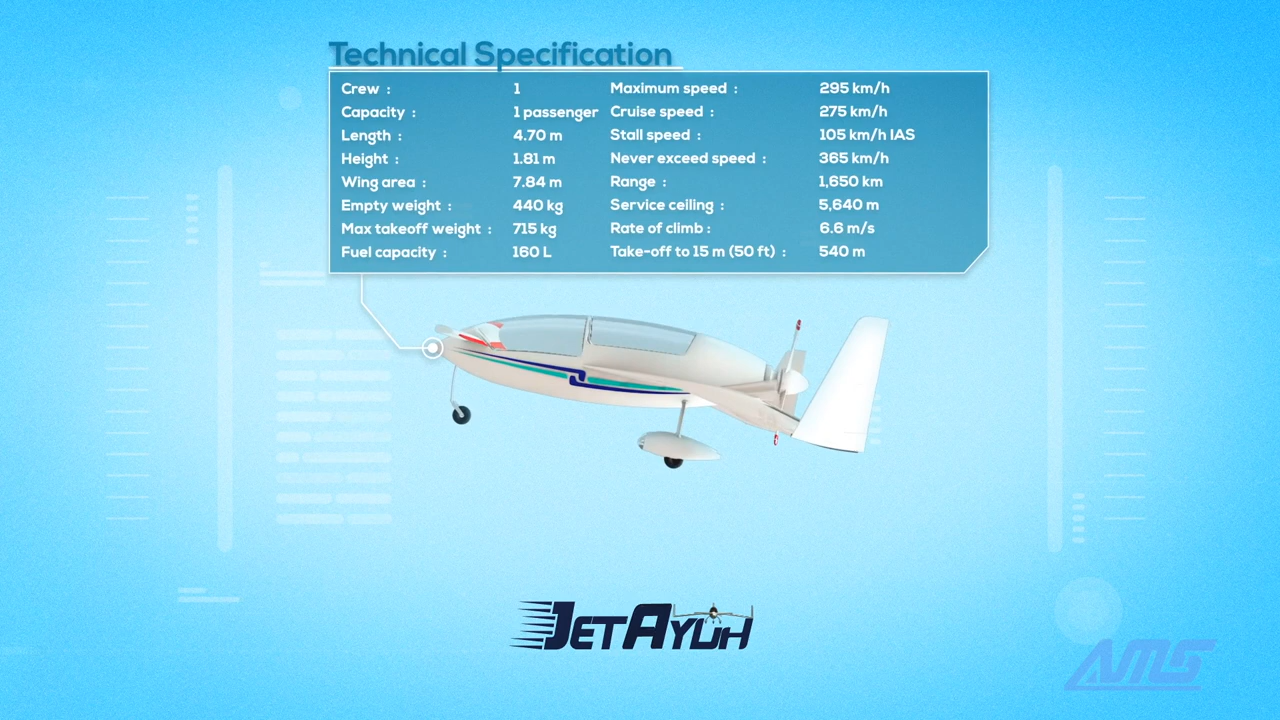 Technical Specification
Crew : 1 Maximum speed : 295 km/h
Capacity : 1 passenger Cruise speed : 275 km/h
Length : 4.70 m Stall speed : 105 km/h IAS
Height : 1.81 m Never exceed speed : 365 km/h
Wing area : 7.84 m Range : 1,650 km
Empty weight : 440 kg Service ceiling : 5,640 m
Max takeoff weight : 715 kg Rate of climb : 6.6 m/s
Fuel capacity : 160 L Take-off to 15 m (50 ft) : 540 m
JETAYUH
AMS